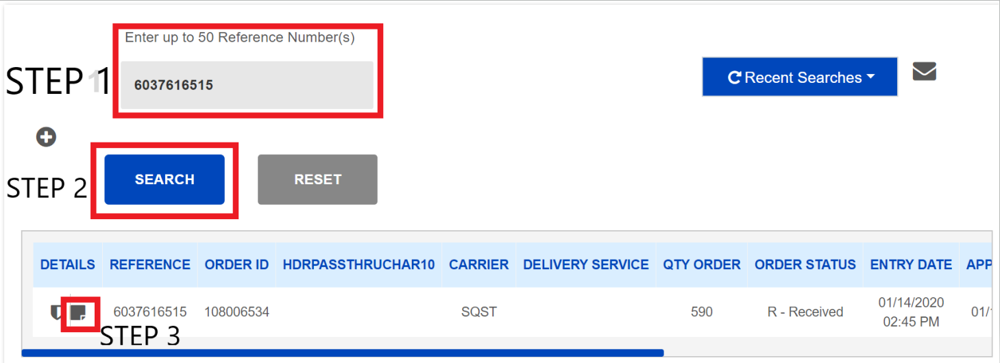 Enter up to 50 Reference Number(s)
STEP 1
6037616515
Recent Searches
STEP 2
SEARCH
RESET
DETAILS REFERENCE ORDER ID HDRPASSTHRUCHAR10 CARRIER DELIVERY SERVICE QTY ORDER ORDER STATUS ENTRY DATE APP
6037616515 108006534 SQST 590 R - Received 01/14/2020 02:45 PM 01/
STEP 3